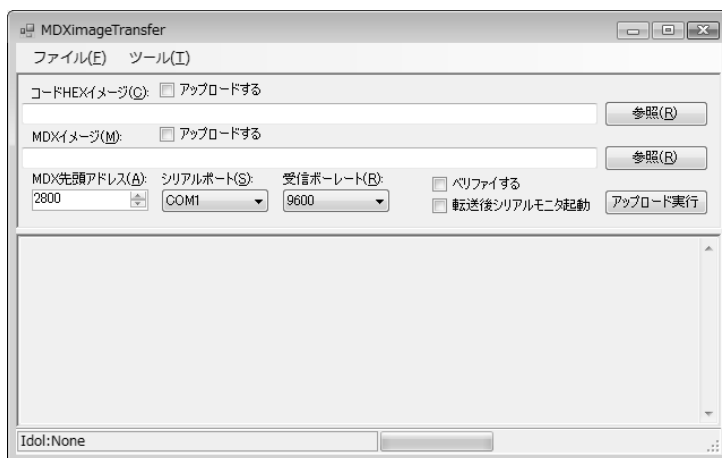 MDXimageTransfer
ファイル(F) ツール(T)
コードHEXイメージ(C): アップロードする
参照(R)
MDXイメージ(M): アップロードする
参照(R)
MDX先頭アドレス(A): シリアルポート(S): 受信ボーレート(R): ベリファイする
2800 COM1 9600 転送後シリアルモニタ起動 アップロード実行
Idol:None